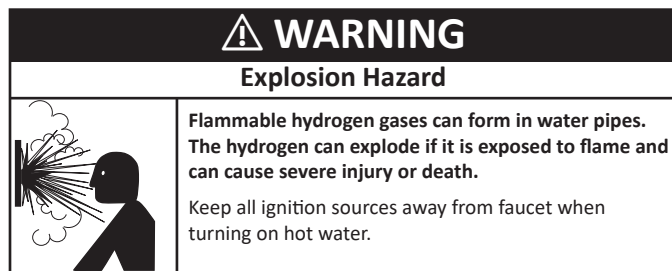 ⚠ WARNING
Explosion Hazard
Flammable hydrogen gases can form in water pipes.
The hydrogen can explode if it is exposed to flame and
can cause severe injury or death.
Keep all ignition sources away from faucet when
turning on hot water.